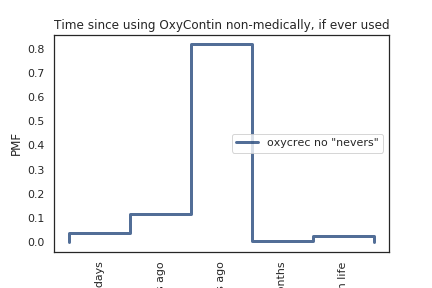 Time since using OxyContin non-medically, if ever used
0.8
0.7
0.6
0.5
0.4
0.3
0.2
0.1
0.0
PMF
oxycrec no "nevers"
days
ago
ago
life